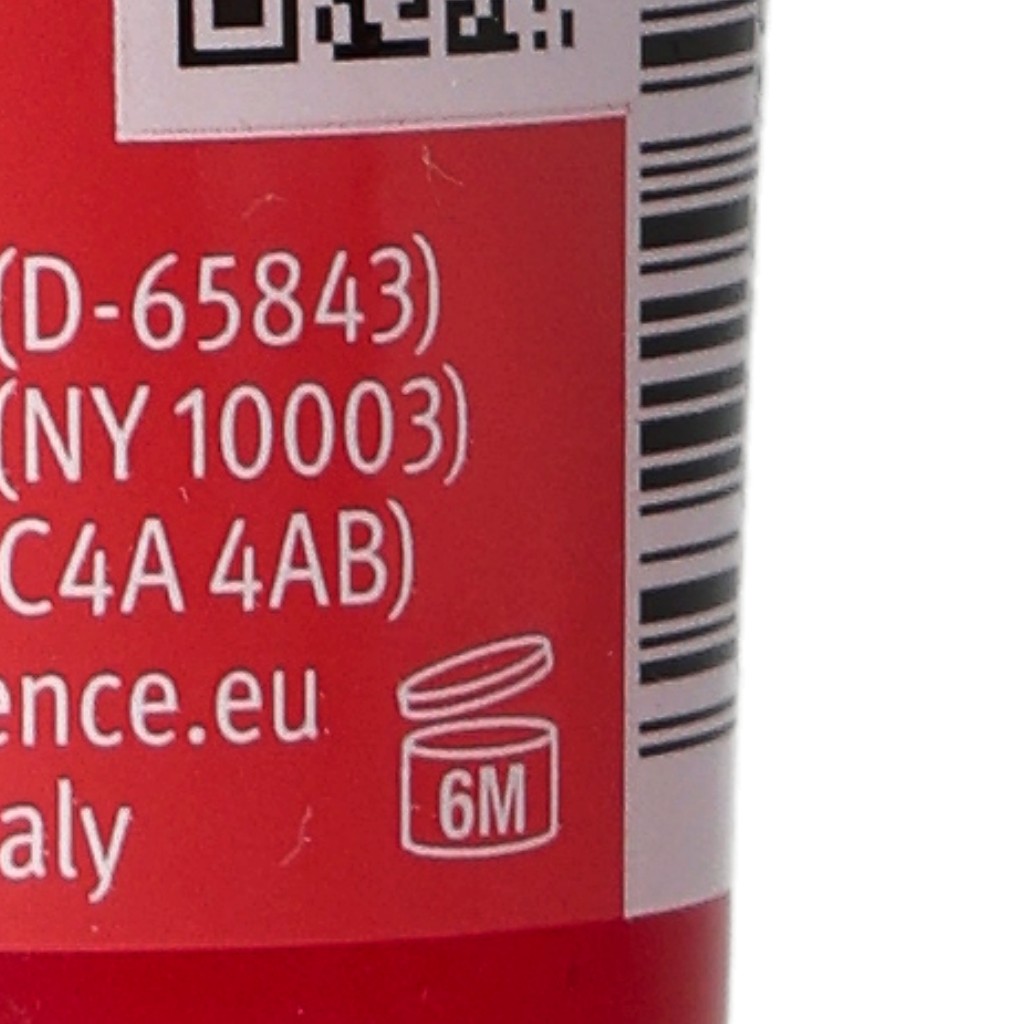 (D-65843)
(NY 10003)
C4A 4AB)
ence.eu
aly
6M